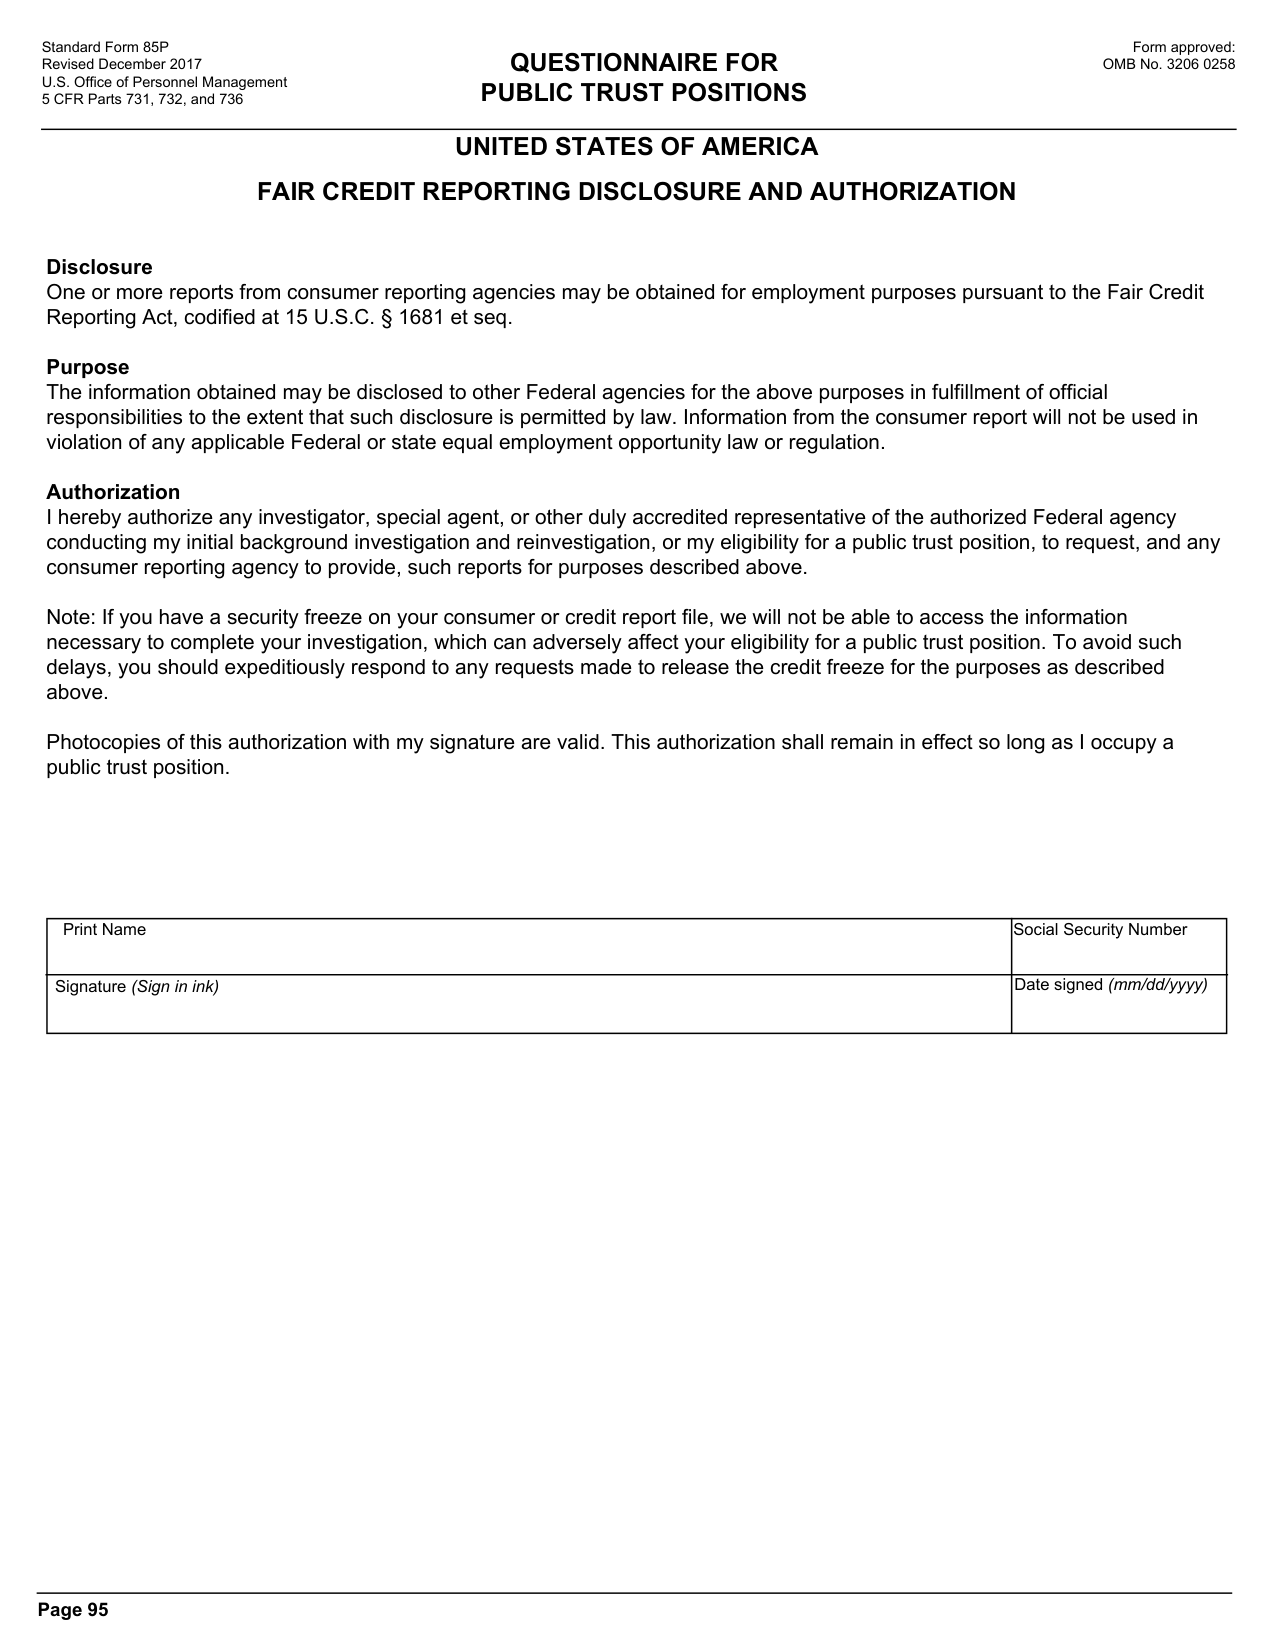 Standard Form 85P
Revised December 2017
U.S. Office of Personnel Management
5 CFR Parts 731, 732, and 736
QUESTIONNAIRE FOR
PUBLIC TRUST POSITIONS
Form approved:
OMB No. 3206 0258
UNITED STATES OF AMERICA
FAIR CREDIT REPORTING DISCLOSURE AND AUTHORIZATION
Disclosure
One or more reports from consumer reporting agencies may be obtained for employment purposes pursuant to the Fair Credit
Reporting Act, codified at 15 U.S.C. § 1681 et seq.
Purpose
The information obtained may be disclosed to other Federal agencies for the above purposes in fulfillment of official
responsibilities to the extent that such disclosure is permitted by law. Information from the consumer report will not be used in
violation of any applicable Federal or state equal employment opportunity law or regulation.
Authorization
I hereby authorize any investigator, special agent, or other duly accredited representative of the authorized Federal agency
conducting my initial background investigation and reinvestigation, or my eligibility for a public trust position, to request, and any
consumer reporting agency to provide, such reports for purposes described above.
Note: If you have a security freeze on your consumer or credit report file, we will not be able to access the information
necessary to complete your investigation, which can adversely affect your eligibility for a public trust position. To avoid such
delays, you should expeditiously respond to any requests made to release the credit freeze for the purposes as described
above.
Photocopies of this authorization with my signature are valid. This authorization shall remain in effect so long as I occupy a
public trust position.
Print Name
Social Security Number
Signature (Sign in ink)
Date signed (mm/dd/yyyy)
Page 95